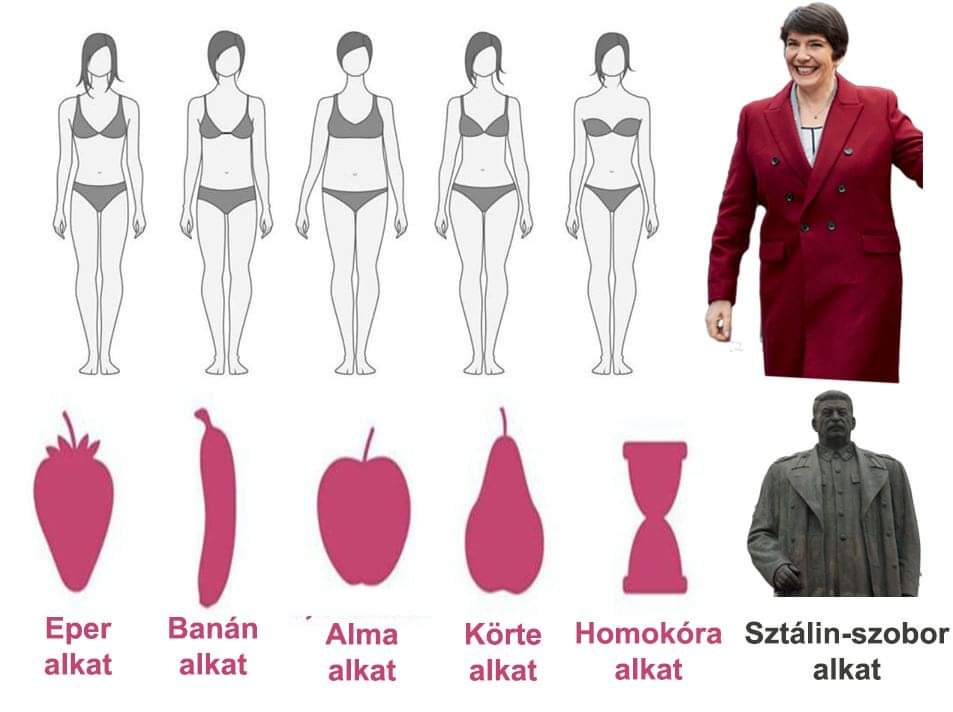 Eper
alkat
Banán
alkat
Alma
alkat
Körte
alkat
Homokóra
alkat
Sztálin-szobor
alkat